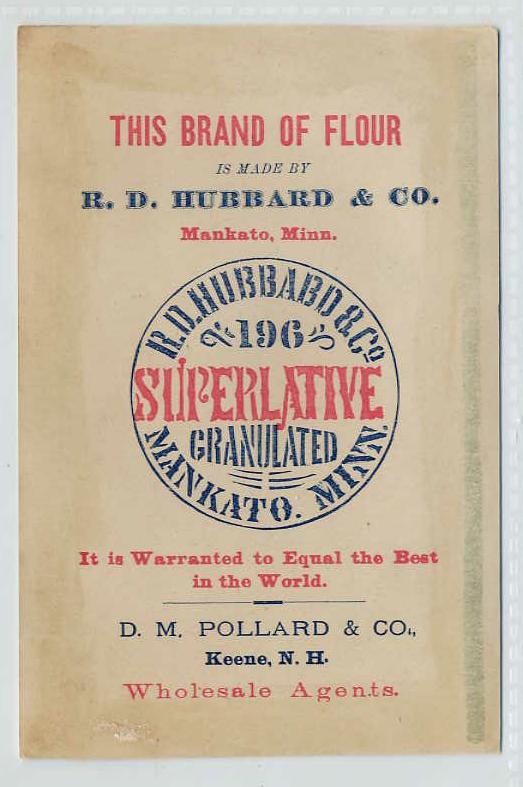 THIS BRAND OF FLOUR
IS MADE BY
R. D. HUBBARD & CO.
Mankato, Minn.
R.D. HUBBARD & Co
196
SUPERLATIVE
GRANULATED
MANKATO. MINN.
It is Warranted to Equal the Best
in the World.
D. M. POLLARD & CO.,
Keene, N. H.
Wholesale Agents.